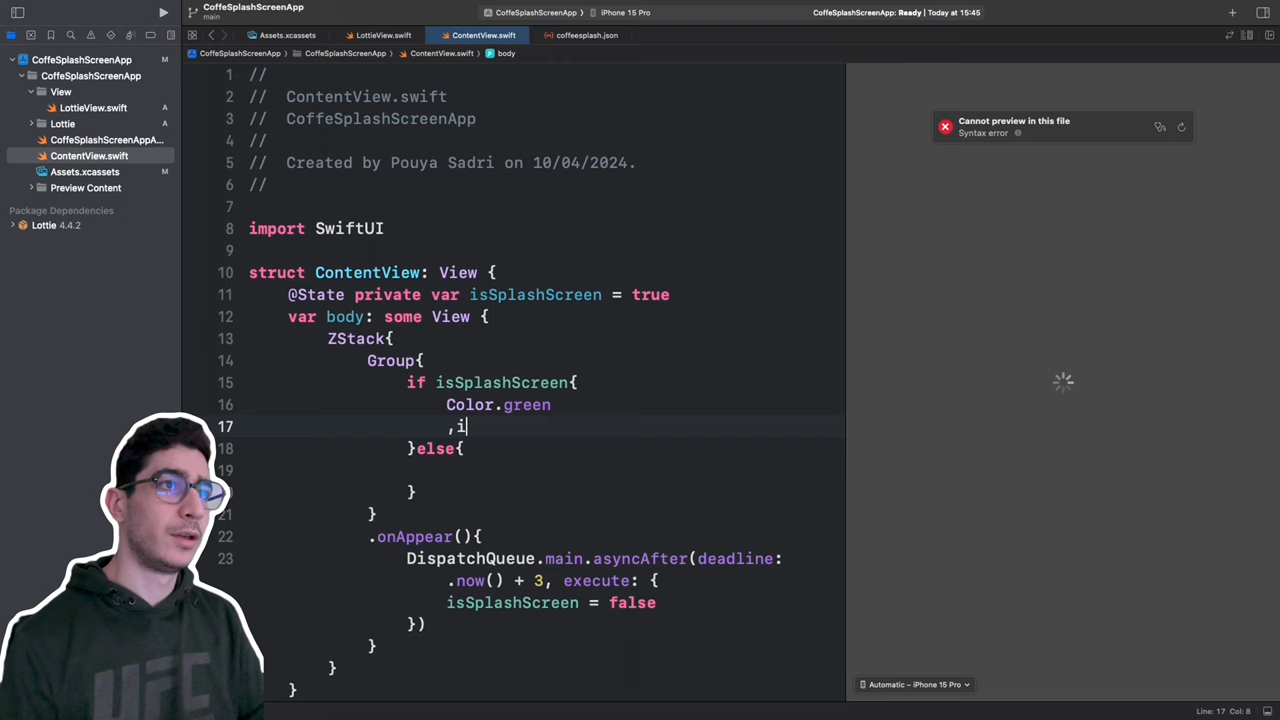 CoffeSplashScreenApp
main
CoffeSplashScreenApp
iPhone 15 Pro
CoffeSplashScreenApp: Ready | Today at 15:45
Assets.xcassets
LottieView.swift
ContentView.swift
coffeesplash.json
CoffeSplashScreenApp
CoffeSplashScreenApp
ContentView.swift
body
CoffeSplashScreenApp M
CoffeSplashScreenApp
View
LottieView.swift A
Lottie A
CoffeSplashScreenAppA...
ContentView.swift
Assets.xcassets M
Preview Content
Package Dependencies
Lottie 4.4.2
1 //
2 // ContentView.swift
3 // CoffeSplashScreenApp
4 //
5 // Created by Pouya Sadri on 10/04/2024.
6 //
7
8 import SwiftUI
9
10 struct ContentView: View {
11 @State private var isSplashScreen = true
12 var body: some View {
13 ZStack{
14 Group{
15 if isSplashScreen{
16 Color.green
17 ,i
18 }else{
19
}
21 }
22 .onAppear(){
23 DispatchQueue.main.asyncAfter(deadline:
.now() + 3, execute: {
isSplashScreen = false
})
}
}
}
Cannot preview in this file
Syntax error
Automatic – iPhone 15 Pro
Line: 17 Col: 8